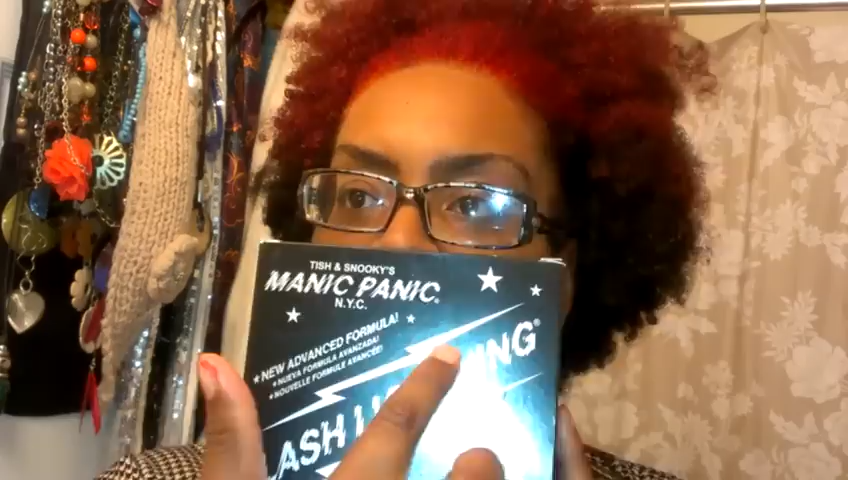 TISH & SNOOKY'S
MANIC PANIC®
N.Y.C.
NEW ADVANCED FORMULA!
NUEVA FORMULA AVANZADA!
NOUVELLE FORMULE AVANCÉE!